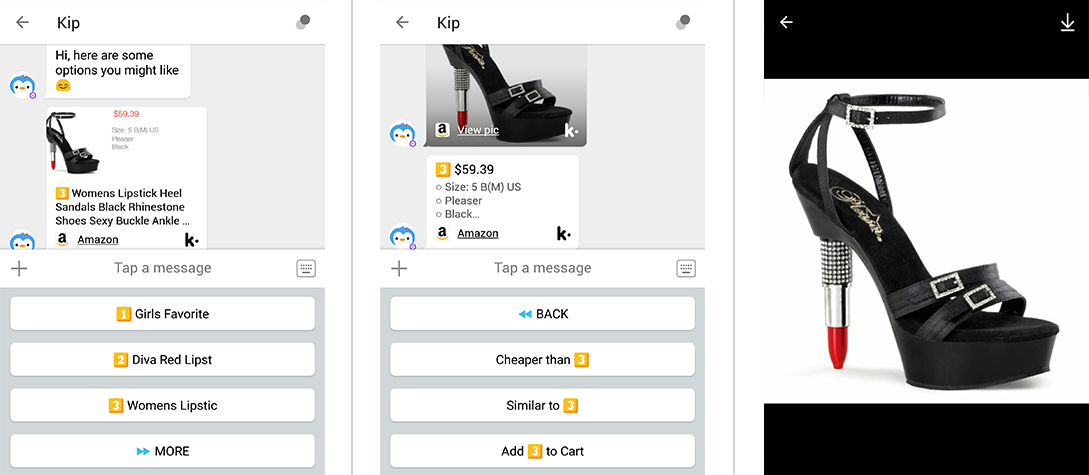 Kip
Hi, here are some
options you might like
$59.39
Size: 5 B(M) US
Pleaser
Black
3 Womens Lipstick Heel
Sandals Black Rhinestone
Shoes Sexy Buckle Ankle ...
a Amazon k
Tap a message
1 Girls Favorite
2 Diva Red Lipst
3 Womens Lipstic
MORE
Kip
a View pic k
3 $59.39
Size: 5 B(M) US
Pleaser
Black...
a Amazon k
Tap a message
BACK
Cheaper than 3
Similar to 3
Add 3 to Cart
Pleaser